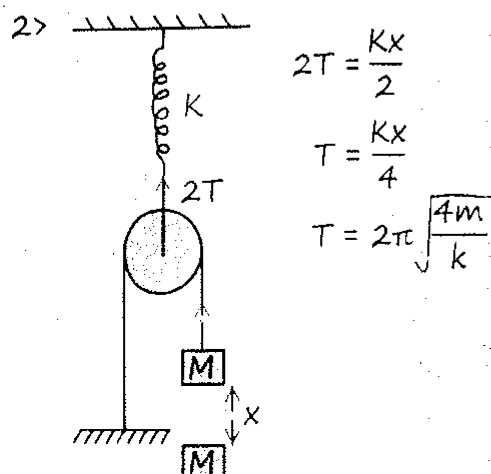 2>
K
2T
M
x
M
2T = Kx/2
T = Kx/4
T = 2π √(4m/k)